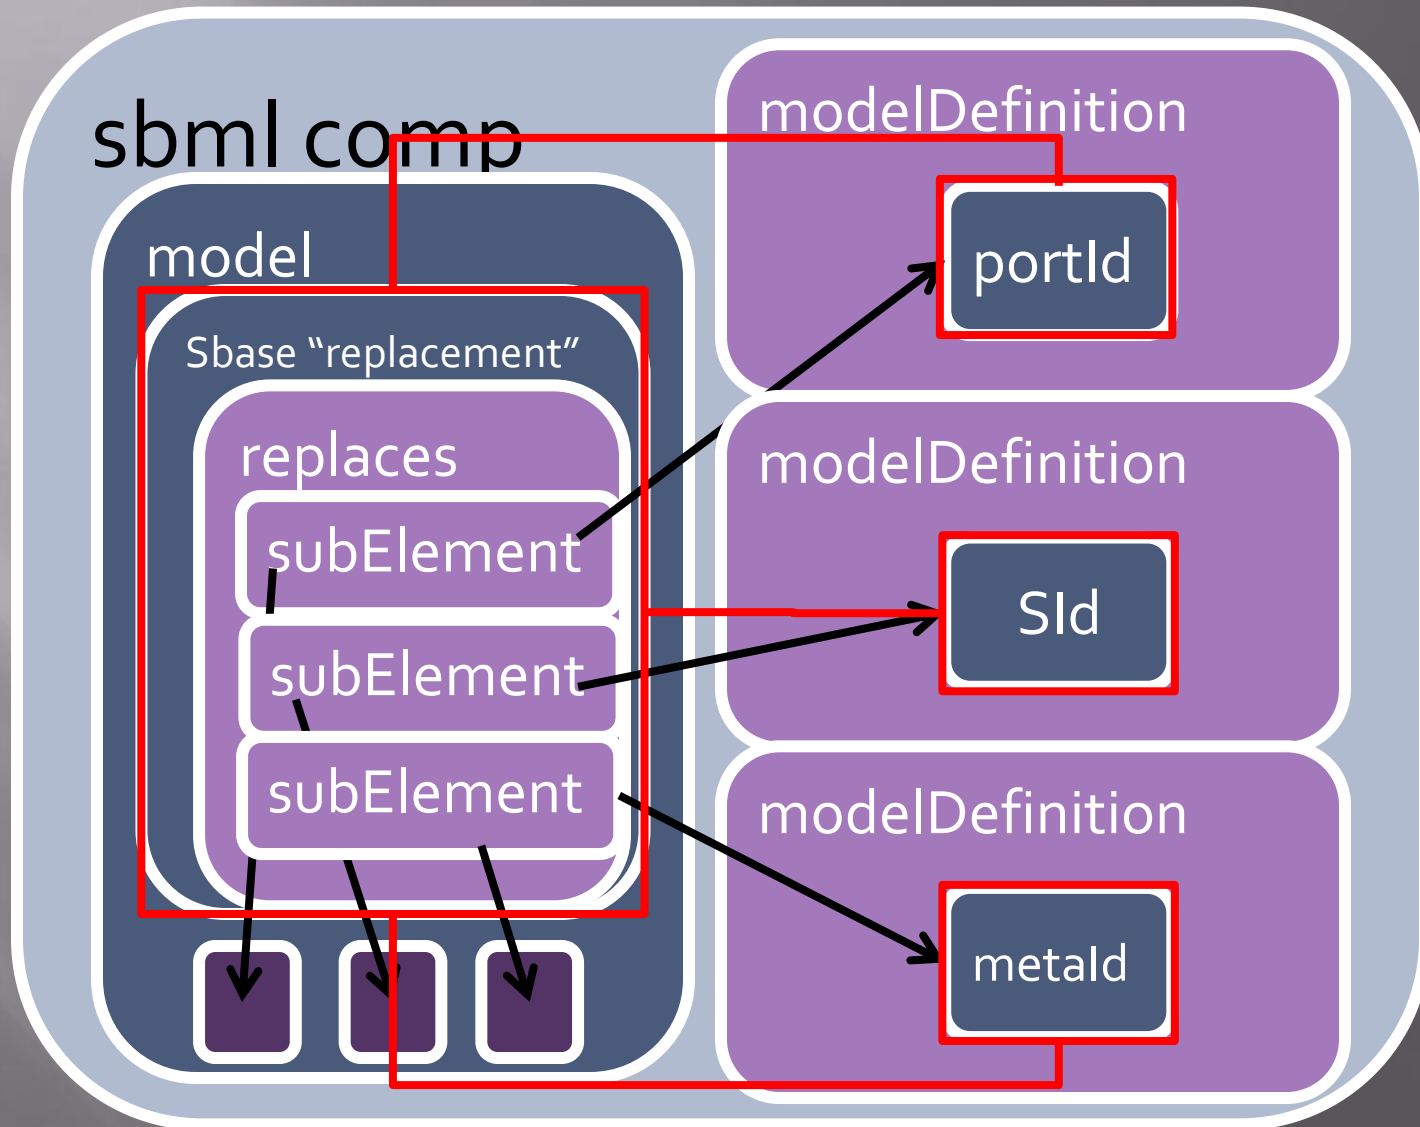 sbml comp
model
Sbase “replacement”
replaces
subElement
subElement
subElement
modelDefinition
portId
modelDefinition
SId
modelDefinition
metaId